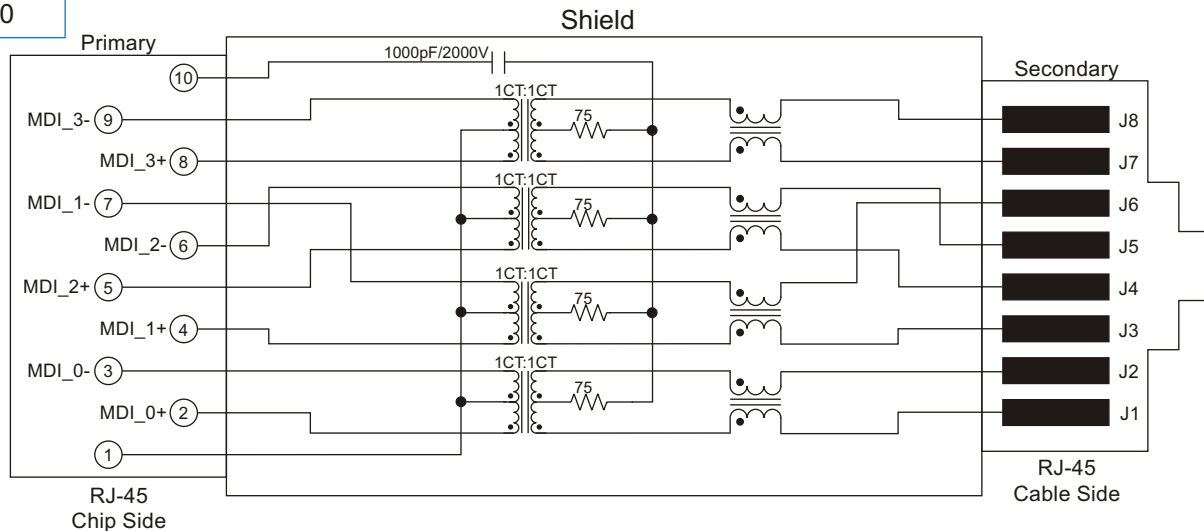 0
Shield
Primary
1000pF/2000V
10
Secondary
1CT:1CT
75
MDI_3- 9
J8
MDI_3+ 8
J7
1CT:1CT
MDI_1- 7
75
J6
MDI_2- 6
J5
1CT:1CT
MDI_2+ 5
75
J4
MDI_1+ 4
J3
1CT:1CT
MDI_0- 3
75
J2
MDI_0+ 2
J1
1
RJ-45
Chip Side
RJ-45
Cable Side